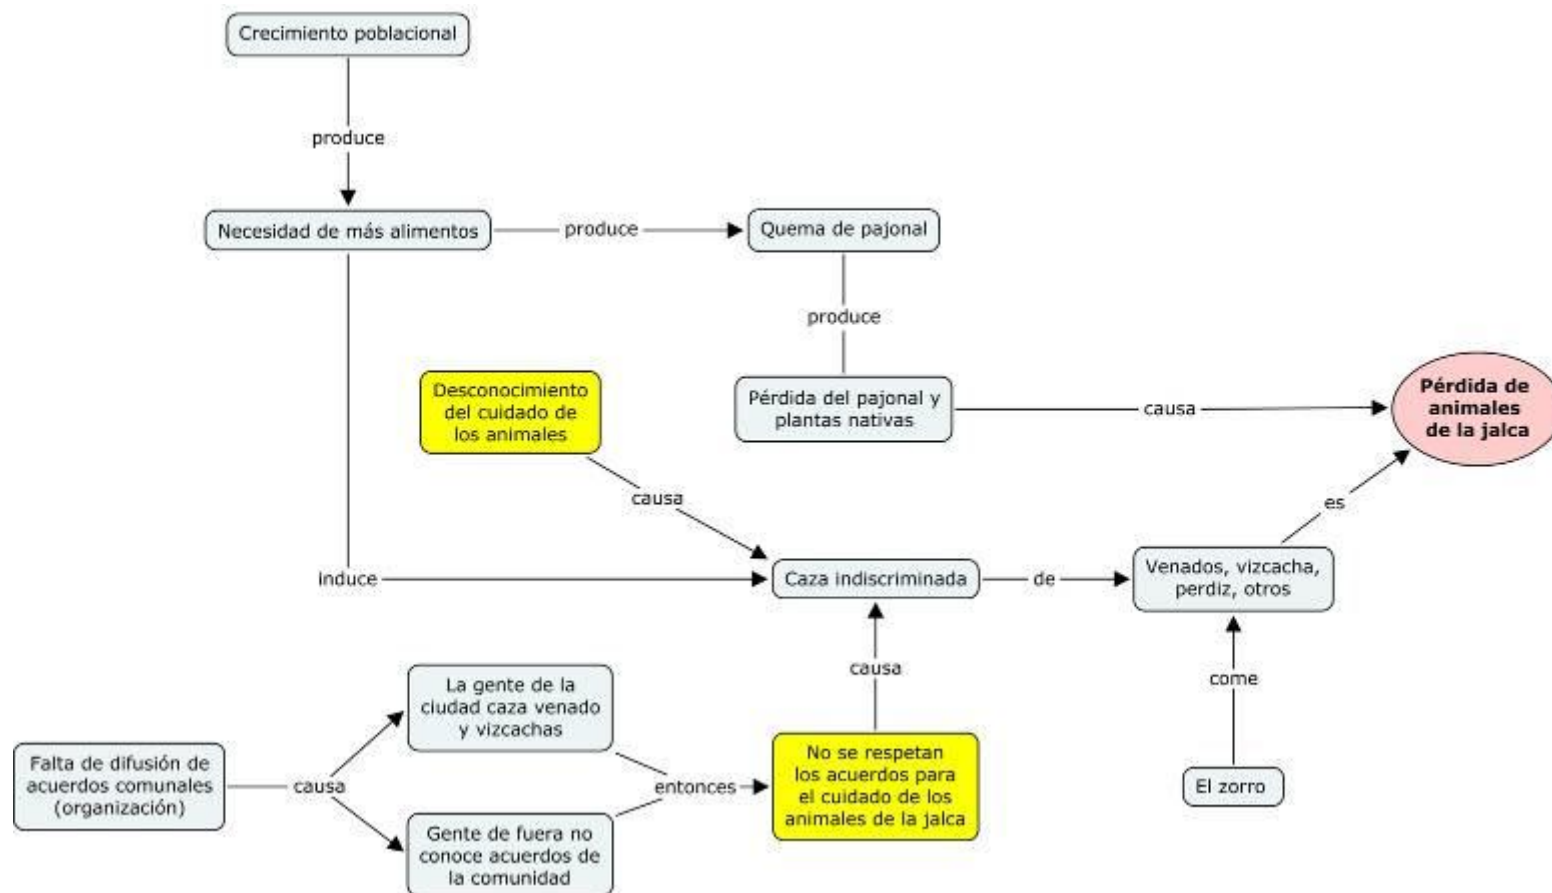 Crecimiento poblacional
produce
Necesidad de más alimentos
produce
Quema de pajonal
produce
Desconocimiento
del cuidado de
los animales
Pérdida del pajonal y
plantas nativas
causa
Pérdida de
animales
de la jalca
causa
es
induce
Caza indiscriminada
de
Venados, vizcacha,
perdiz, otros
causa
come
La gente de la
ciudad caza venado
y vizcachas
Falta de difusión de
acuerdos comunales
(organización)
causa
entonces
No se respetan
los acuerdos para
el cuidado de los
animales de la jalca
El zorro
Gente de fuera no
conoce acuerdos de
la comunidad